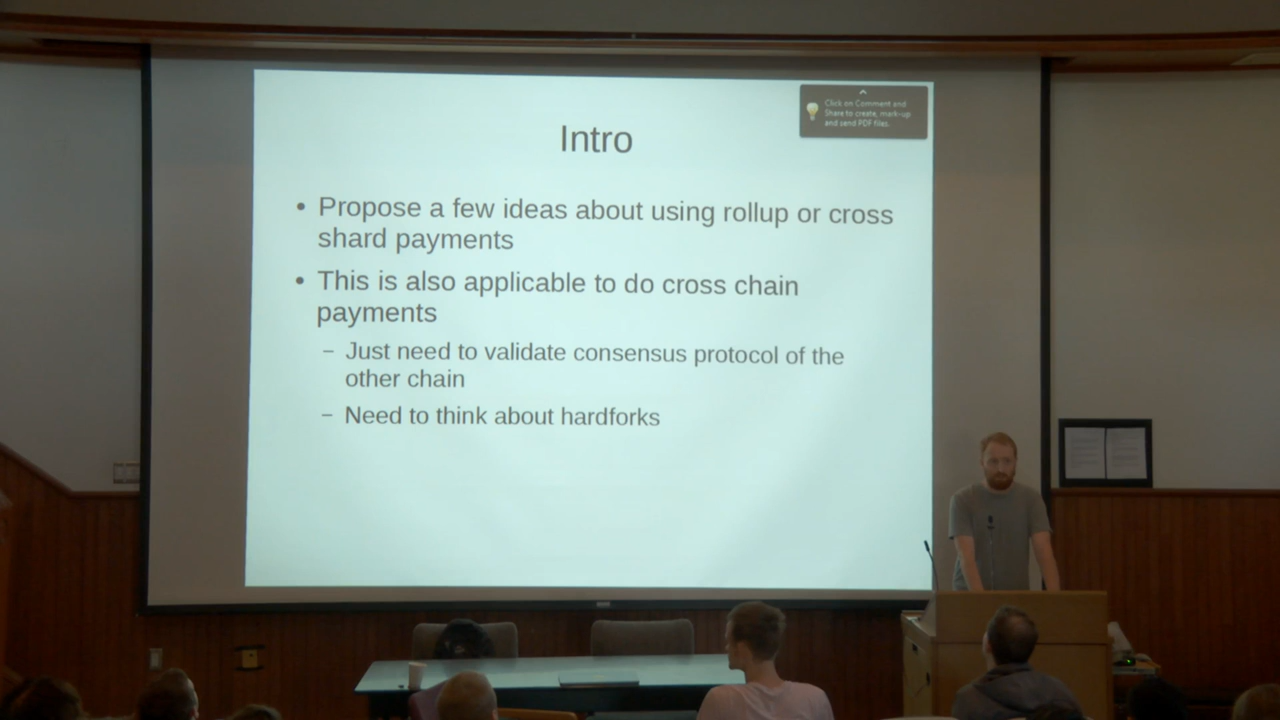 Intro
Click on Comment and
Share to create, mark-up
and send PDF files.
• Propose a few ideas about using rollup or cross
shard payments
• This is also applicable to do cross chain
payments
– Just need to validate consensus protocol of the
other chain
– Need to think about hardforks